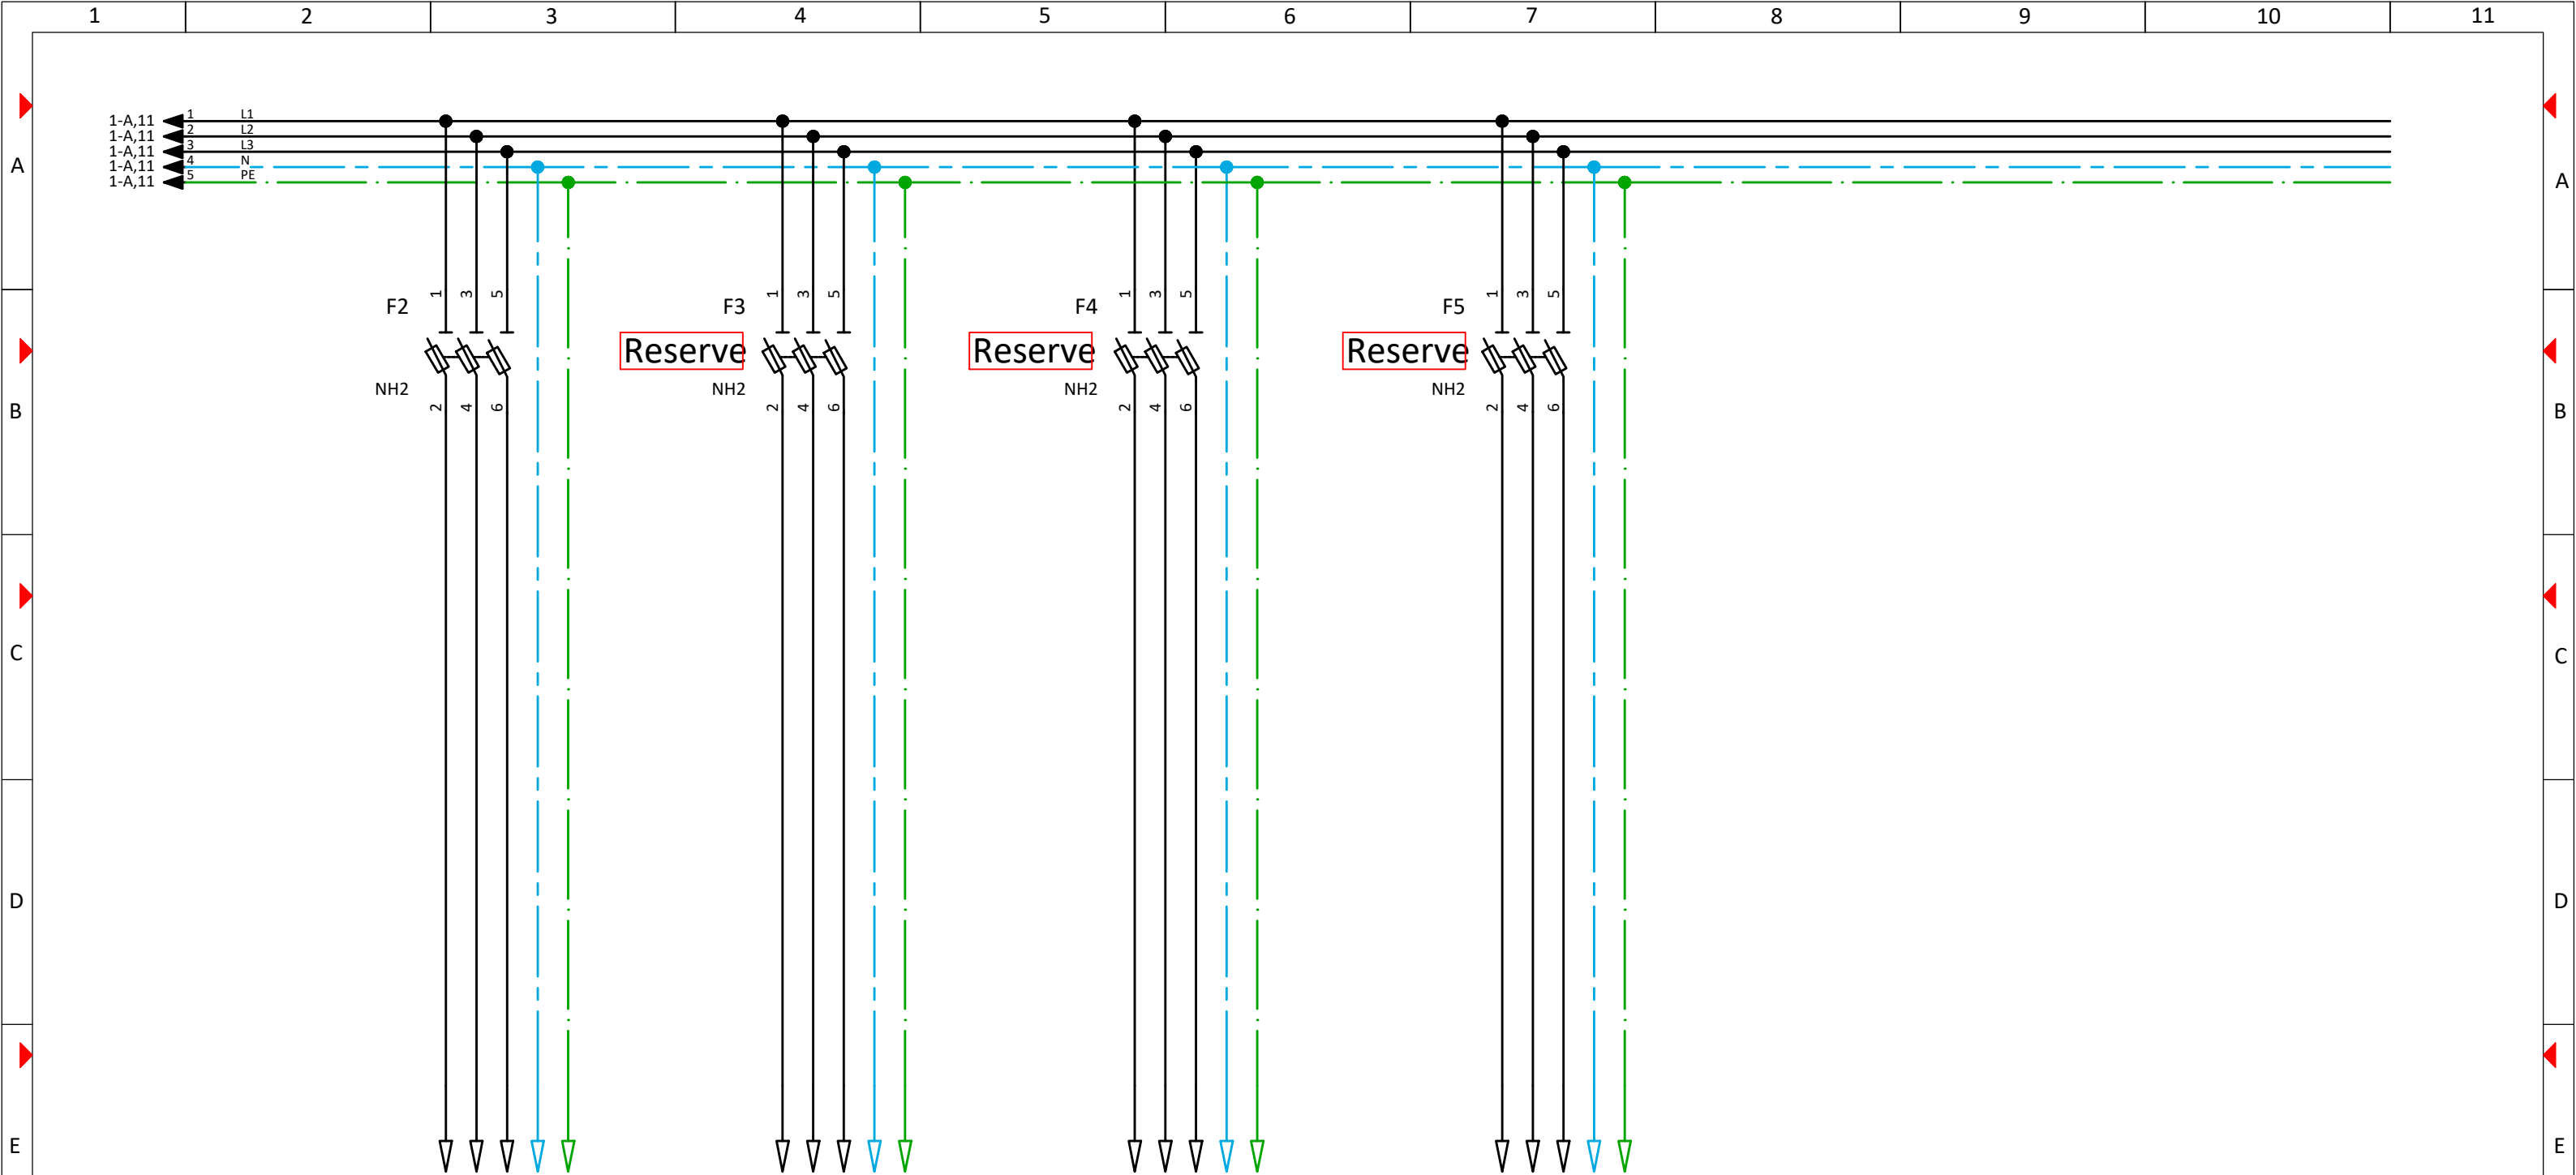 1 2 3 4 5 6 7 8 9 10 11
1-A,11 1 L1
1-A,11 2 L2
1-A,11 3 L3
1-A,11 4 N
1-A,11 5 PE
A A
1 3 5 1 3 5 1 3 5 1 3 5
F2 F3 F4 F5
Reserve Reserve Reserve
NH2 NH2 NH2 NH2
2 4 6 2 4 6 2 4 6 2 4 6
B B
C C
D D
E E